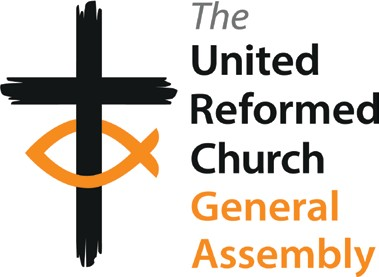 The
United
Reformed
Church
General
Assembly